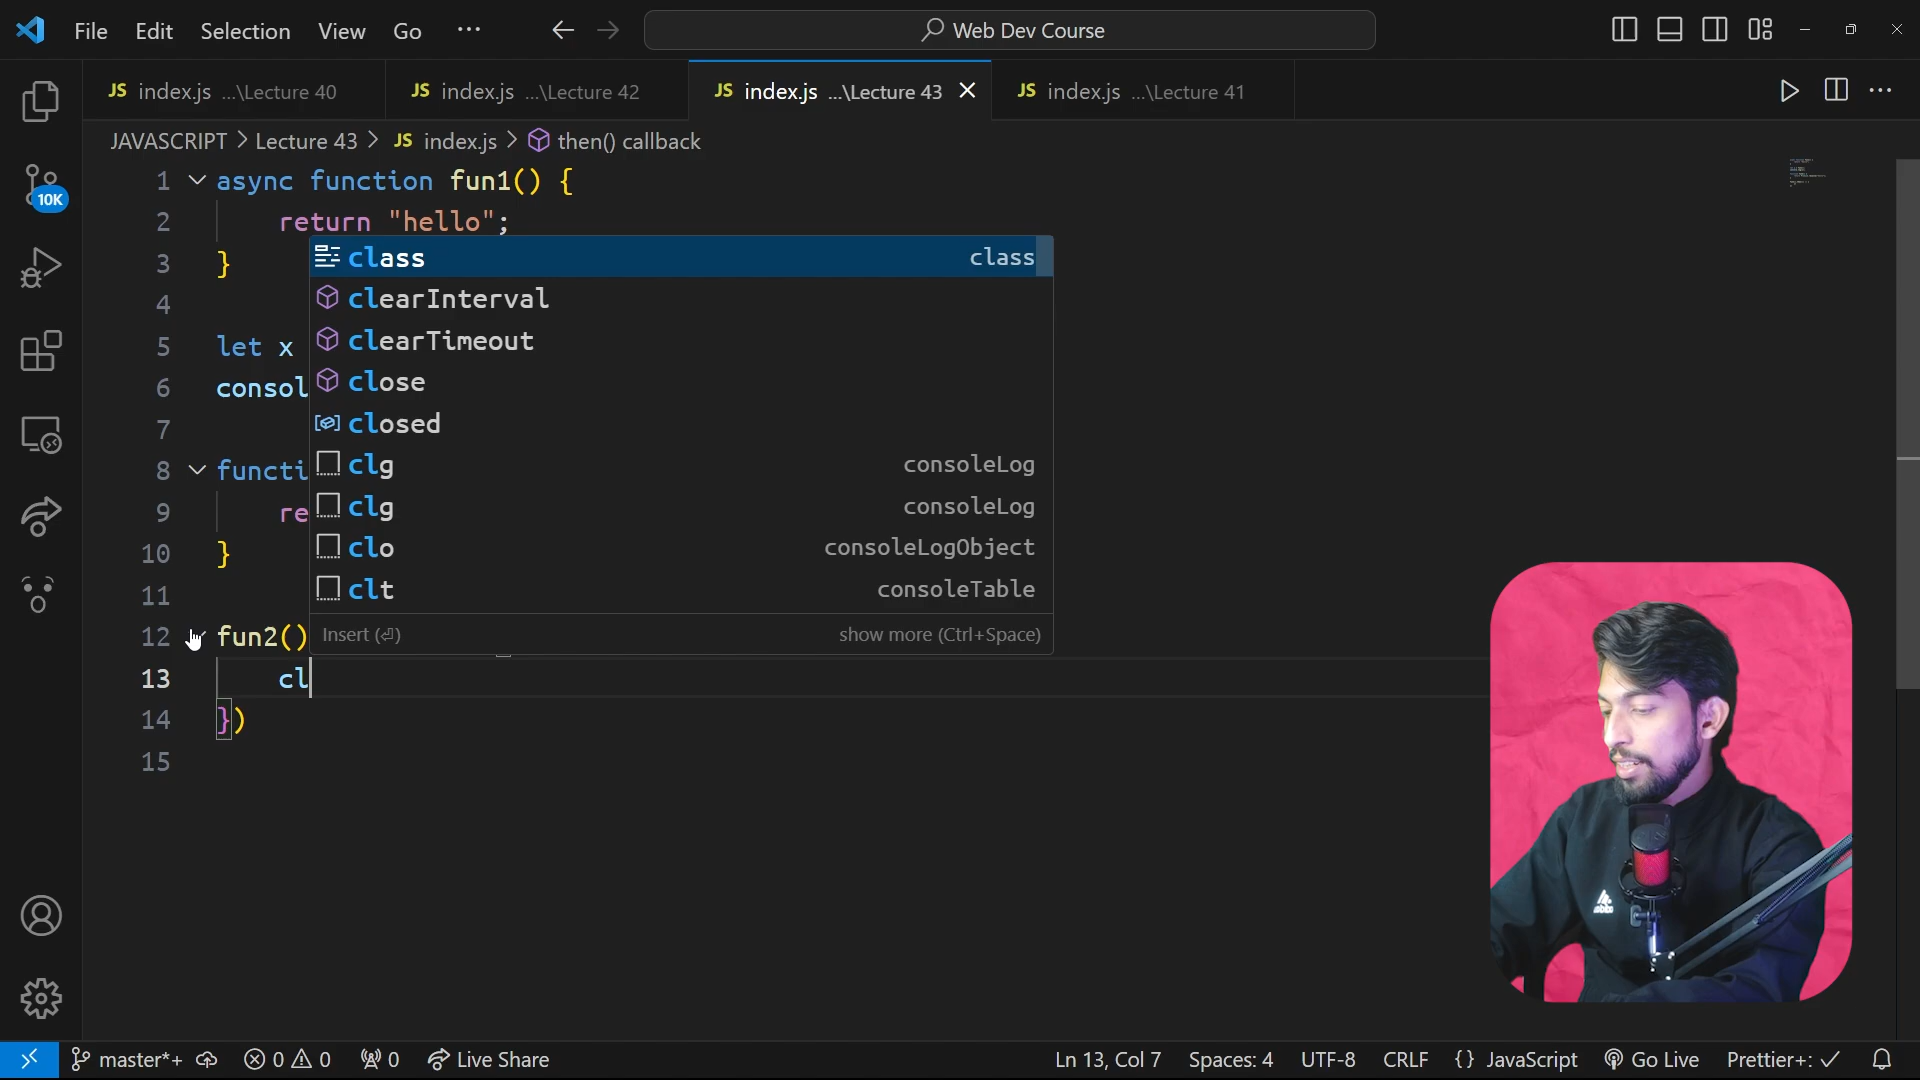 File Edit Selection View Go ··· Web Dev Course
JS index.js ...\Lecture 40 JS index.js ...\Lecture 42 JS index.js ...\Lecture 43 JS index.js ...\Lecture 41
JAVASCRIPT > Lecture 43 > JS index.js > then() callback
10K
1 async function fun1() {
2 return "hello";
3 }
4
5 let x
6 consol
7
8 functi
9 re
10 }
11
12 fun2()
13 cl
14 })
15
class class
clearInterval
clearTimeout
close
closed
clg consoleLog
clg consoleLog
clo consoleLogObject
clt consoleTable
Insert (⏎) show more (Ctrl+Space)
master*+ 0 0 0 Live Share Ln 13, Col 7 Spaces: 4 UTF-8 CRLF {} JavaScript Go Live Prettier+: ✓